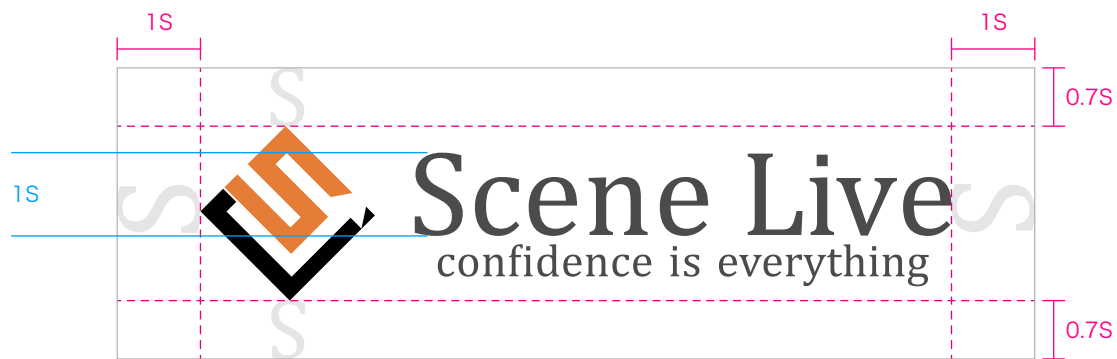 1S 1S
S
0.7S
1S
S Scene Live S
confidence is everything
S
0.7S